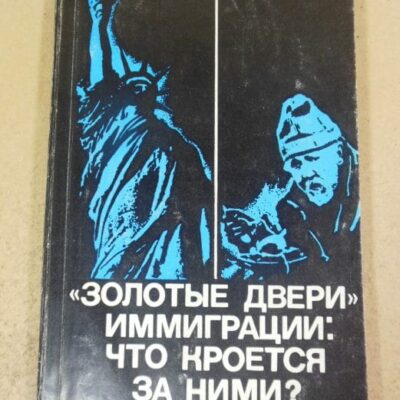 «ЗОЛОТЫЕ ДВЕРИ»
ИММИГРАЦИИ:
ЧТО КРОЕТСЯ
ЗА НИМИ?